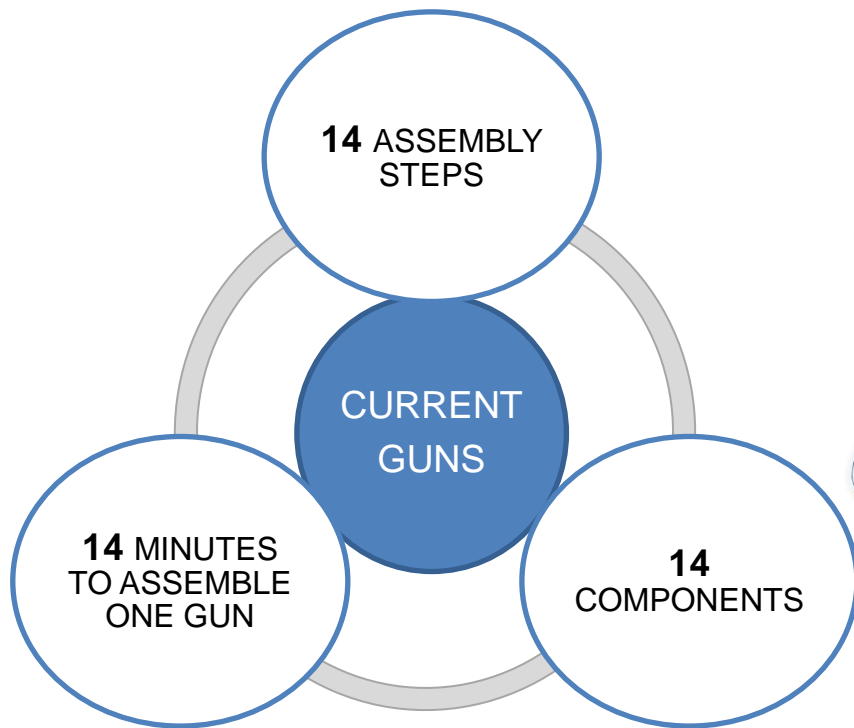 14 ASSEMBLY
STEPS
CURRENT
GUNS
14 MINUTES
TO ASSEMBLE
ONE GUN
14
COMPONENTS